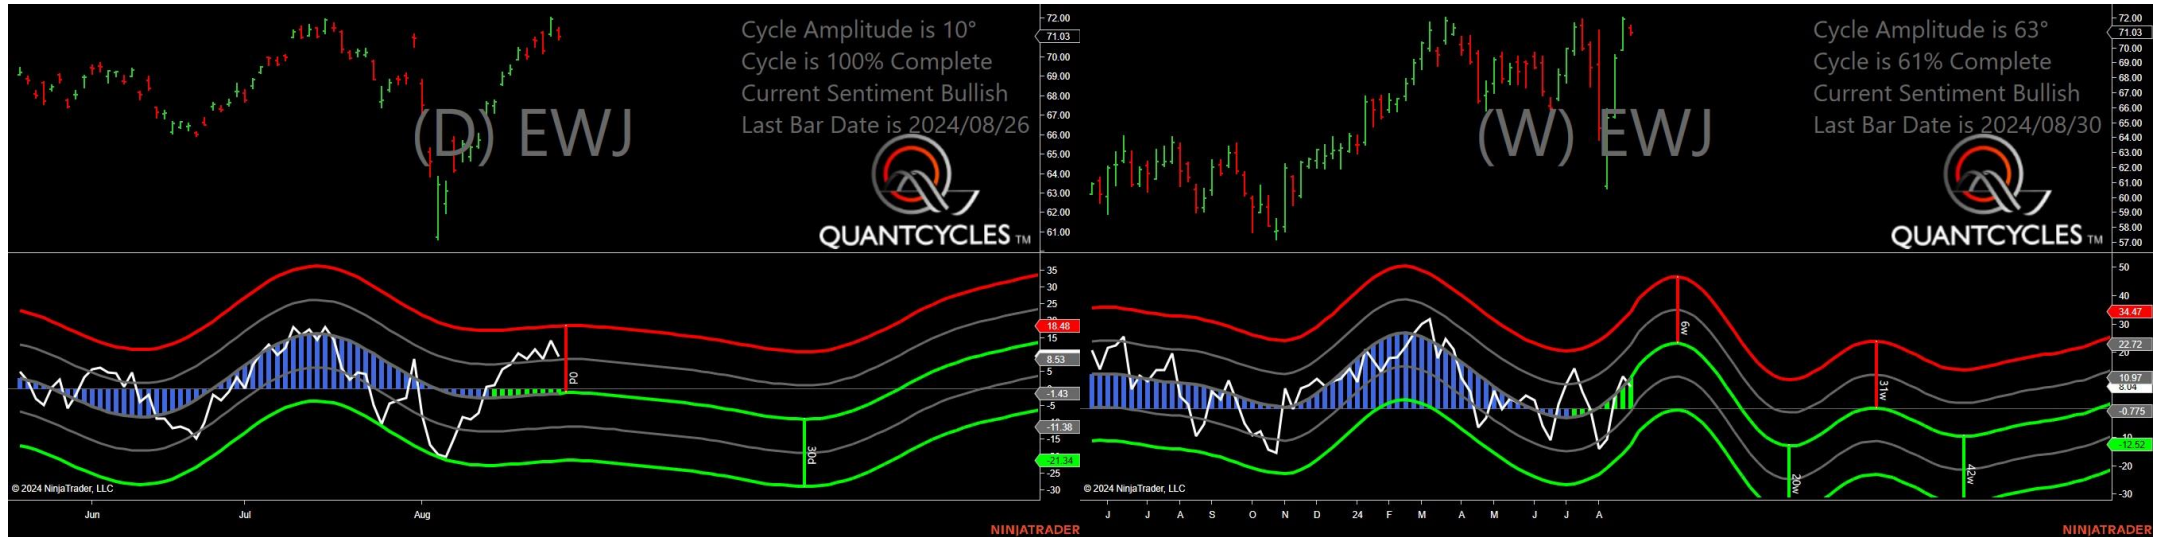 Cycle Amplitude is 10°
Cycle is 100% Complete
Current Sentiment Bullish
Last Bar Date is 2024/08/26
(D) EWJ
QUANTCYCLES TM
72.00
71.03
70.00
69.00
68.00
67.00
66.00
65.00
64.00
63.00
62.00
61.00
35
30
25
18.48
15
8.53
5
-1.43
-5
-11.38
-15
-21.34
-25
-30
0d
30d
© 2024 NinjaTrader, LLC
Jun Jul Aug
NINJATRADER
Cycle Amplitude is 63°
Cycle is 61% Complete
Current Sentiment Bullish
Last Bar Date is 2024/08/30
(W) EWJ
QUANTCYCLES TM
72.00
71.03
70.00
69.00
68.00
67.00
66.00
65.00
64.00
63.00
62.00
61.00
60.00
59.00
58.00
57.00
50
40
34.47
30
22.72
20
10.97
8.04
-0.775
-12.52
-20
-30
6w
20w
31w
42w
© 2024 NinjaTrader, LLC
J J A S O N D 24 F M A M J J A
NINJATRADER